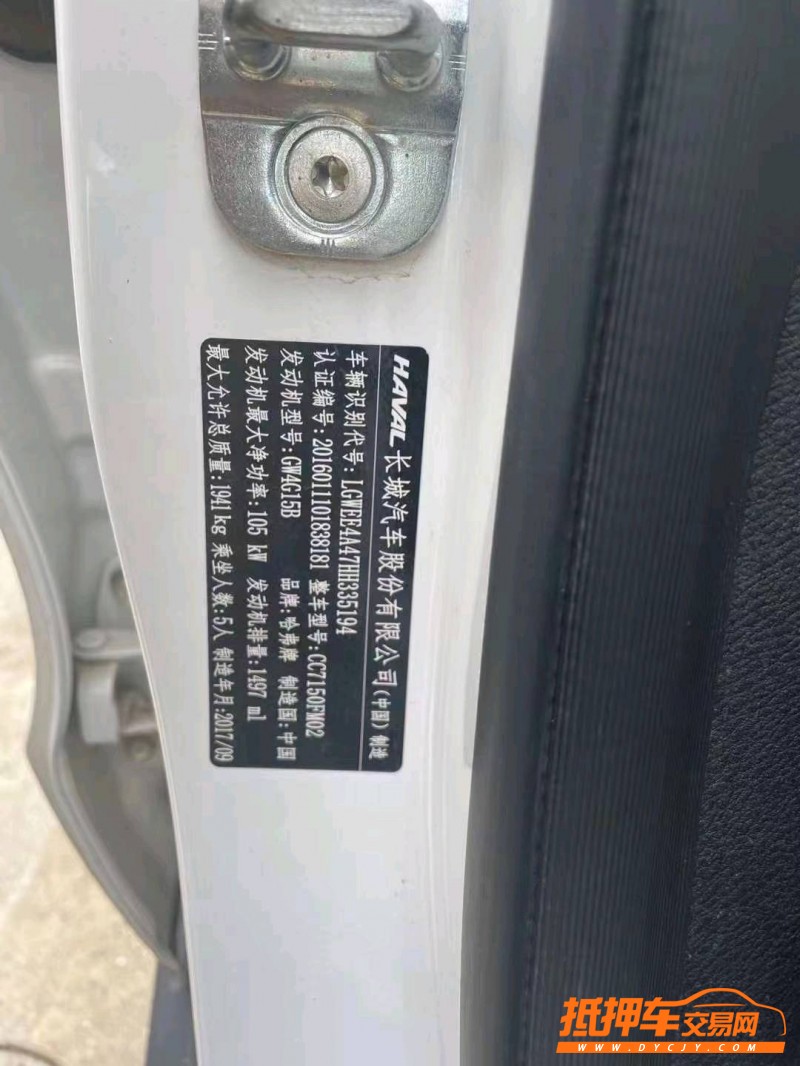 HAVAL 长城汽车股份有限公司(中国)制造
车辆识别代号:LGWEE4A47HH335194
认证编号:2016011101838181 整车型号:CC7150FM02
发动机型号:GW4G15B 品牌:哈弗牌 制造国:中国
发动机最大净功率:105 kW 发动机排量:1497 ml
最大允许总质量:1941kg 乘坐人数:5人 制造年月:2017/09
抵押车交易网
WWW.DYCJY.COM